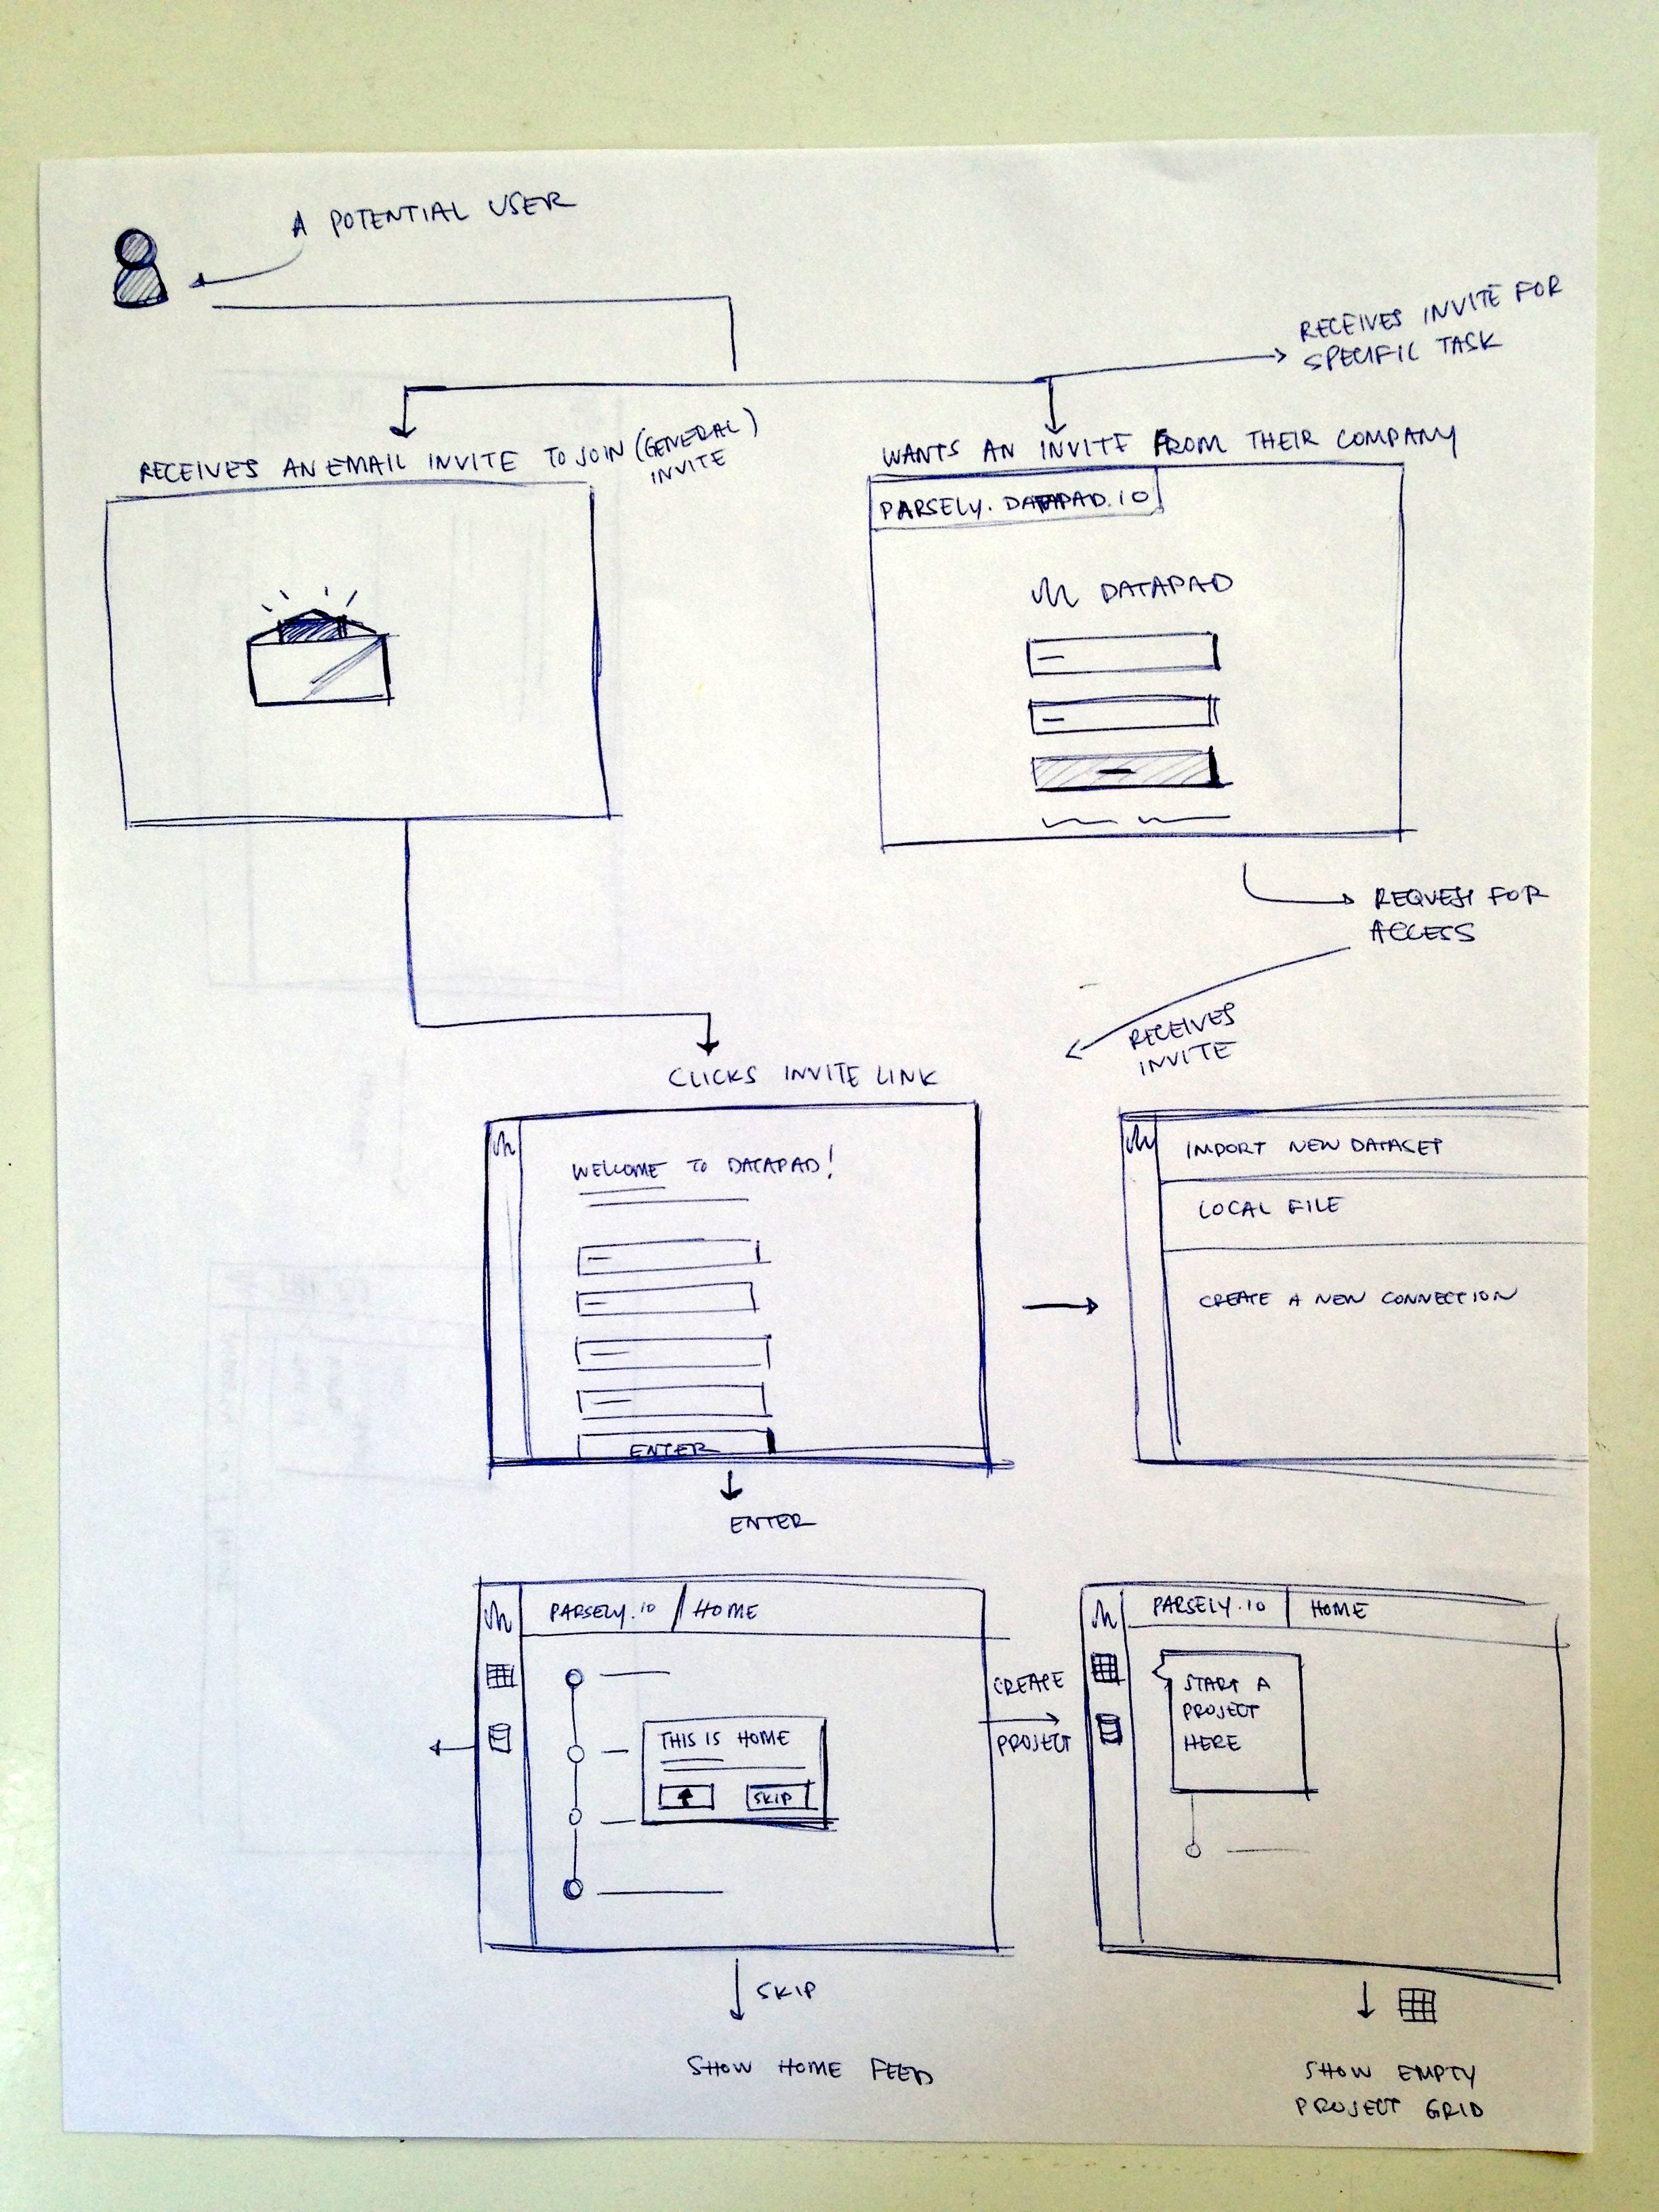 A POTENTIAL USER
RECEIVES INVITE FOR
SPECIFIC TASK
RECEIVES AN EMAIL INVITE TO JOIN (GENERAL)
INVITE
WANTS AN INVITE FROM THEIR COMPANY
PARSELY.DATAPAD.IO
DATAPAD
REQUEST FOR
ACCESS
RECEIVES
INVITE
CLICKS INVITE LINK
WELCOME TO DATAPAD!
ENTER
ENTER
IMPORT NEW DATASET
LOCAL FILE
CREATE A NEW CONNECTION
PARSELY.IO / HOME
THIS IS HOME
SKIP
CREATE
PROJECT
PARSELY.IO | HOME
START A
PROJECT
HERE
SKIP
SHOW HOME FEED
SHOW EMPTY
PROJECT GRID